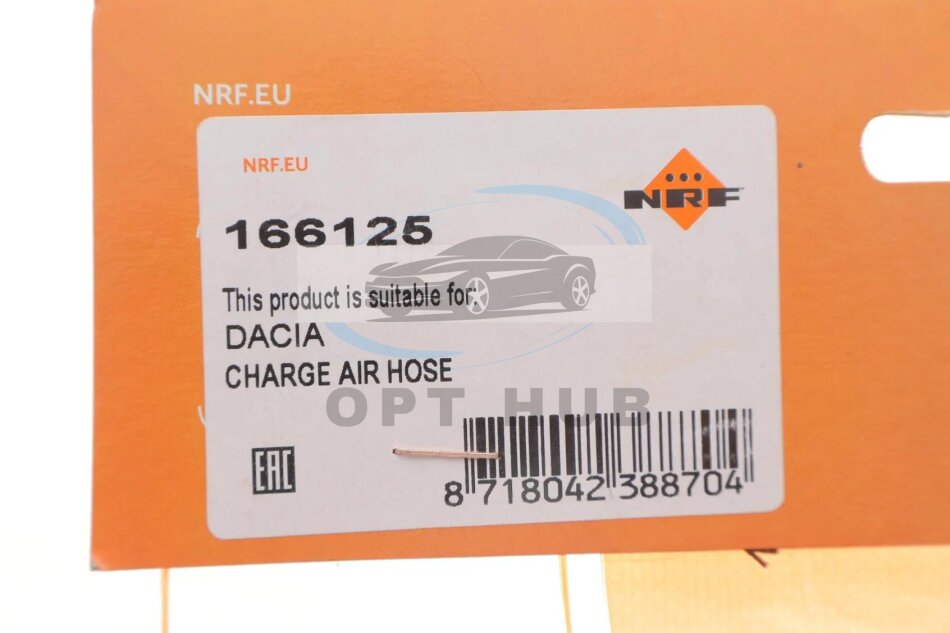 NRF.EU
NRF.EU
NRF
166125
This product is suitable for:
DACIA
CHARGE AIR HOSE
OPT HUB
EAC
8 718042 388704